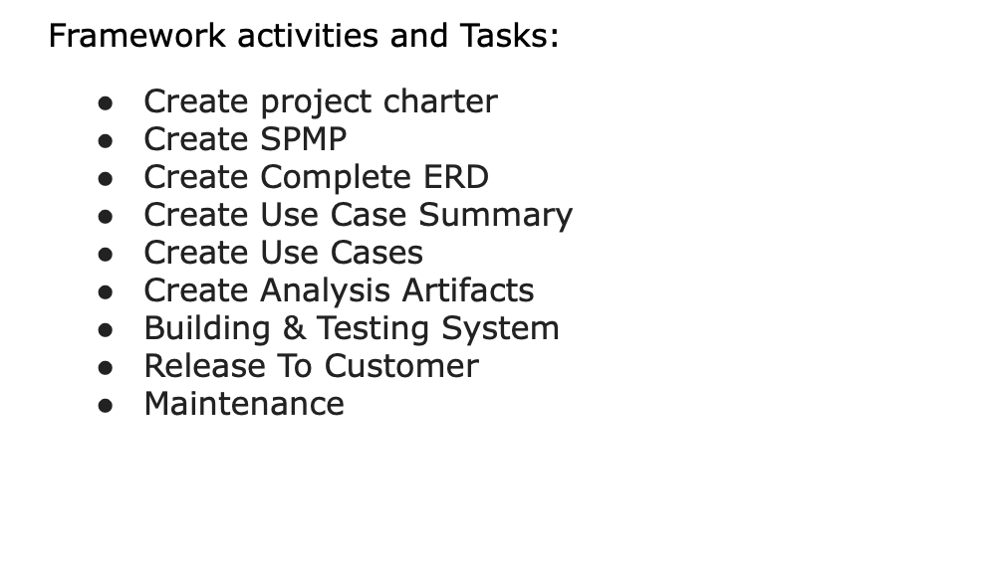 Framework activities and Tasks:
● Create project charter
● Create SPMP
● Create Complete ERD
● Create Use Case Summary
● Create Use Cases
● Create Analysis Artifacts
● Building & Testing System
● Release To Customer
● Maintenance